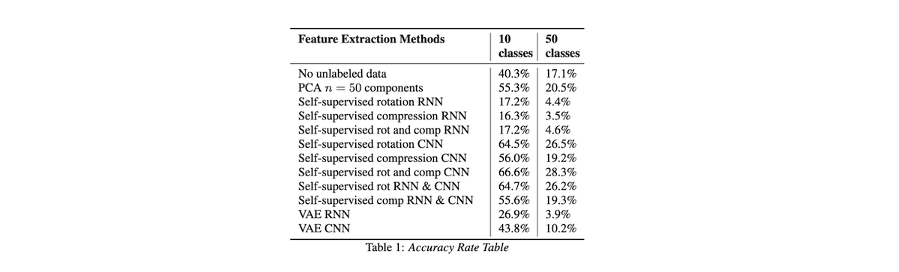 Feature Extraction Methods 10 classes 50 classes
No unlabeled data 40.3% 17.1%
PCA n = 50 components 55.3% 20.5%
Self-supervised rotation RNN 17.2% 4.4%
Self-supervised compression RNN 16.3% 3.5%
Self-supervised rot and comp RNN 17.2% 4.6%
Self-supervised rotation CNN 64.5% 26.5%
Self-supervised compression CNN 56.0% 19.2%
Self-supervised rot and comp CNN 66.6% 28.3%
Self-supervised rot RNN & CNN 64.7% 26.2%
Self-supervised comp RNN & CNN 55.6% 19.3%
VAE RNN 26.9% 3.9%
VAE CNN 43.8% 10.2%
Table 1: Accuracy Rate Table